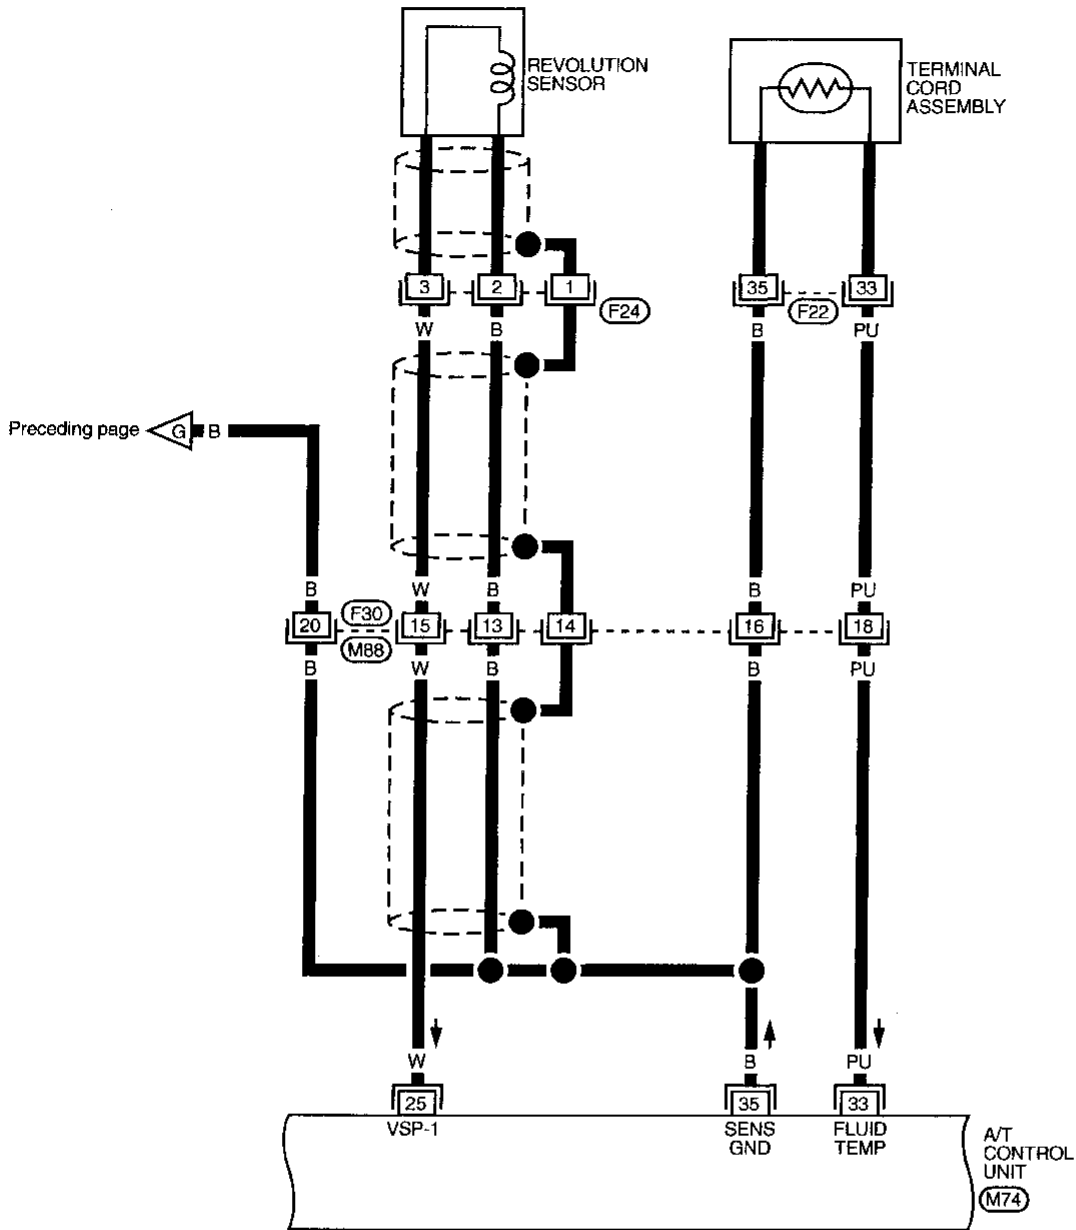 REVOLUTION
SENSOR
TERMINAL
CORD
ASSEMBLY
3
2
1
F24
35
F22
33
W
B
B
PU
Preceding page
G
B
B
W
B
B
PU
20
F30
M88
15
13
14
16
18
B
W
B
B
PU
W
B
PU
25
35
33
VSP-1
SENS
GND
FLUID
TEMP
A/T
CONTROL
UNIT
M74